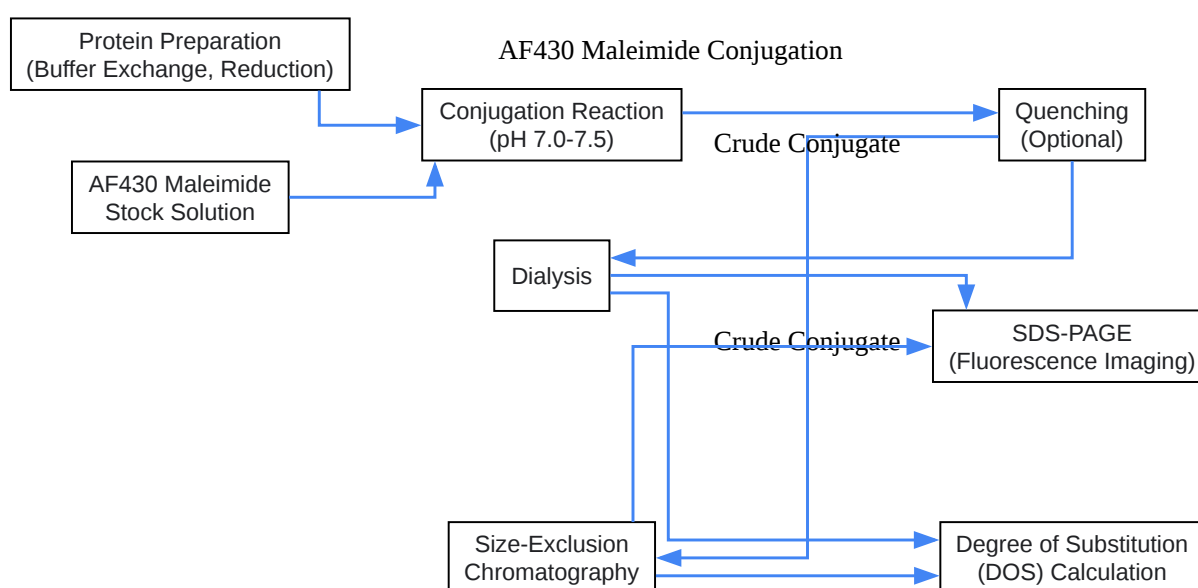 Protein Preparation
(Buffer Exchange, Reduction)
AF430 Maleimide Conjugation
Conjugation Reaction
(pH 7.0-7.5)
Quenching
(Optional)
Crude Conjugate
AF430 Maleimide
Stock Solution
Dialysis
SDS-PAGE
(Fluorescence Imaging)
Crude Conjugate
Size-Exclusion
Chromatography
Degree of Substitution
(DOS) Calculation